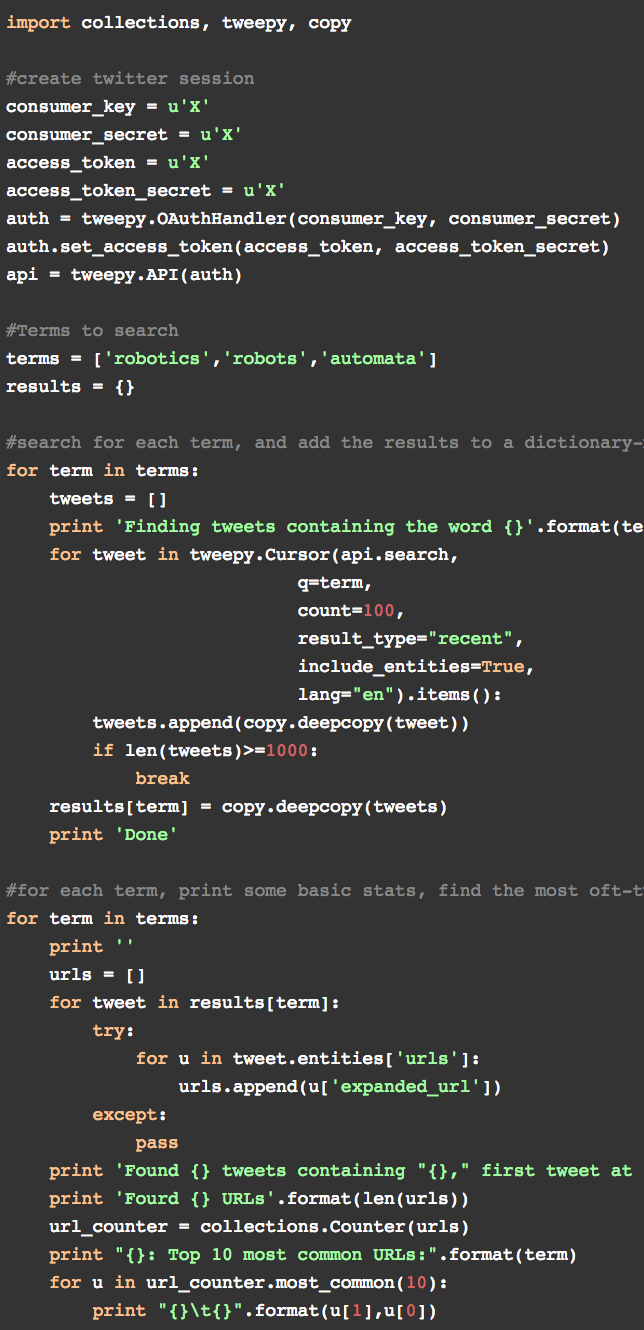 import collections, tweepy, copy

#create twitter session
consumer_key = u'X'
consumer_secret = u'X'
access_token = u'X'
access_token_secret = u'X'
auth = tweepy.OAuthHandler(consumer_key, consumer_secret)
auth.set_access_token(access_token, access_token_secret)
api = tweepy.API(auth)

#Terms to search
terms = ['robotics','robots','automata']
results = {}

#search for each term, and add the results to a dictionary-
for term in terms:
    tweets = []
    print 'Finding tweets containing the word {}'.format(te
    for tweet in tweepy.Cursor(api.search,
                           q=term,
                           count=100,
                           result_type="recent",
                           include_entities=True,
                           lang="en").items():
        tweets.append(copy.deepcopy(tweet))
        if len(tweets)>=1000:
            break
    results[term] = copy.deepcopy(tweets)
    print 'Done'

#for each term, print some basic stats, find the most oft-t
for term in terms:
    print ''
    urls = []
    for tweet in results[term]:
        try:
            for u in tweet.entities['urls']:
                urls.append(u['expanded_url'])
        except:
            pass
    print 'Found {} tweets containing "{}," first tweet at
    print 'Fourd {} URLs'.format(len(urls))
    url_counter = collections.Counter(urls)
    print "{}: Top 10 most common URLs:".format(term)
    for u in url_counter.most_common(10):
        print "{}\t{}".format(u[1],u[0])